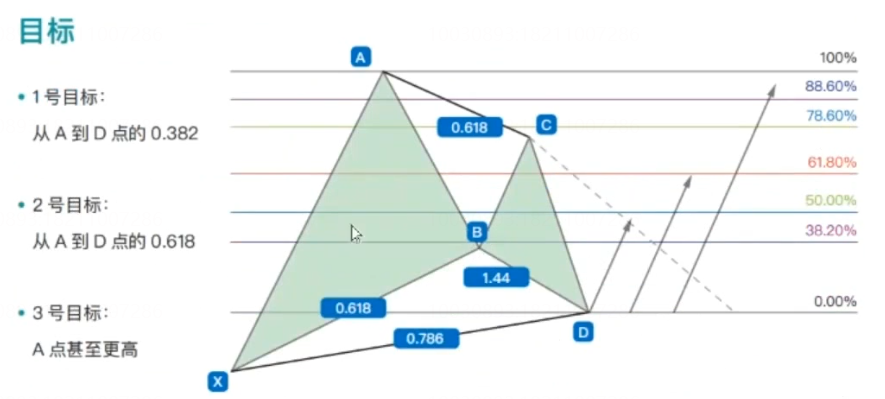 目标
• 1号目标：
从 A 到 D 点的 0.382
• 2号目标：
从 A 到 D 点的 0.618
• 3号目标：
A 点甚至更高
A
100%
88.60%
C
78.60%
0.618
61.80%
50.00%
B
38.20%
1.44
0.618
0.00%
0.786
D
X